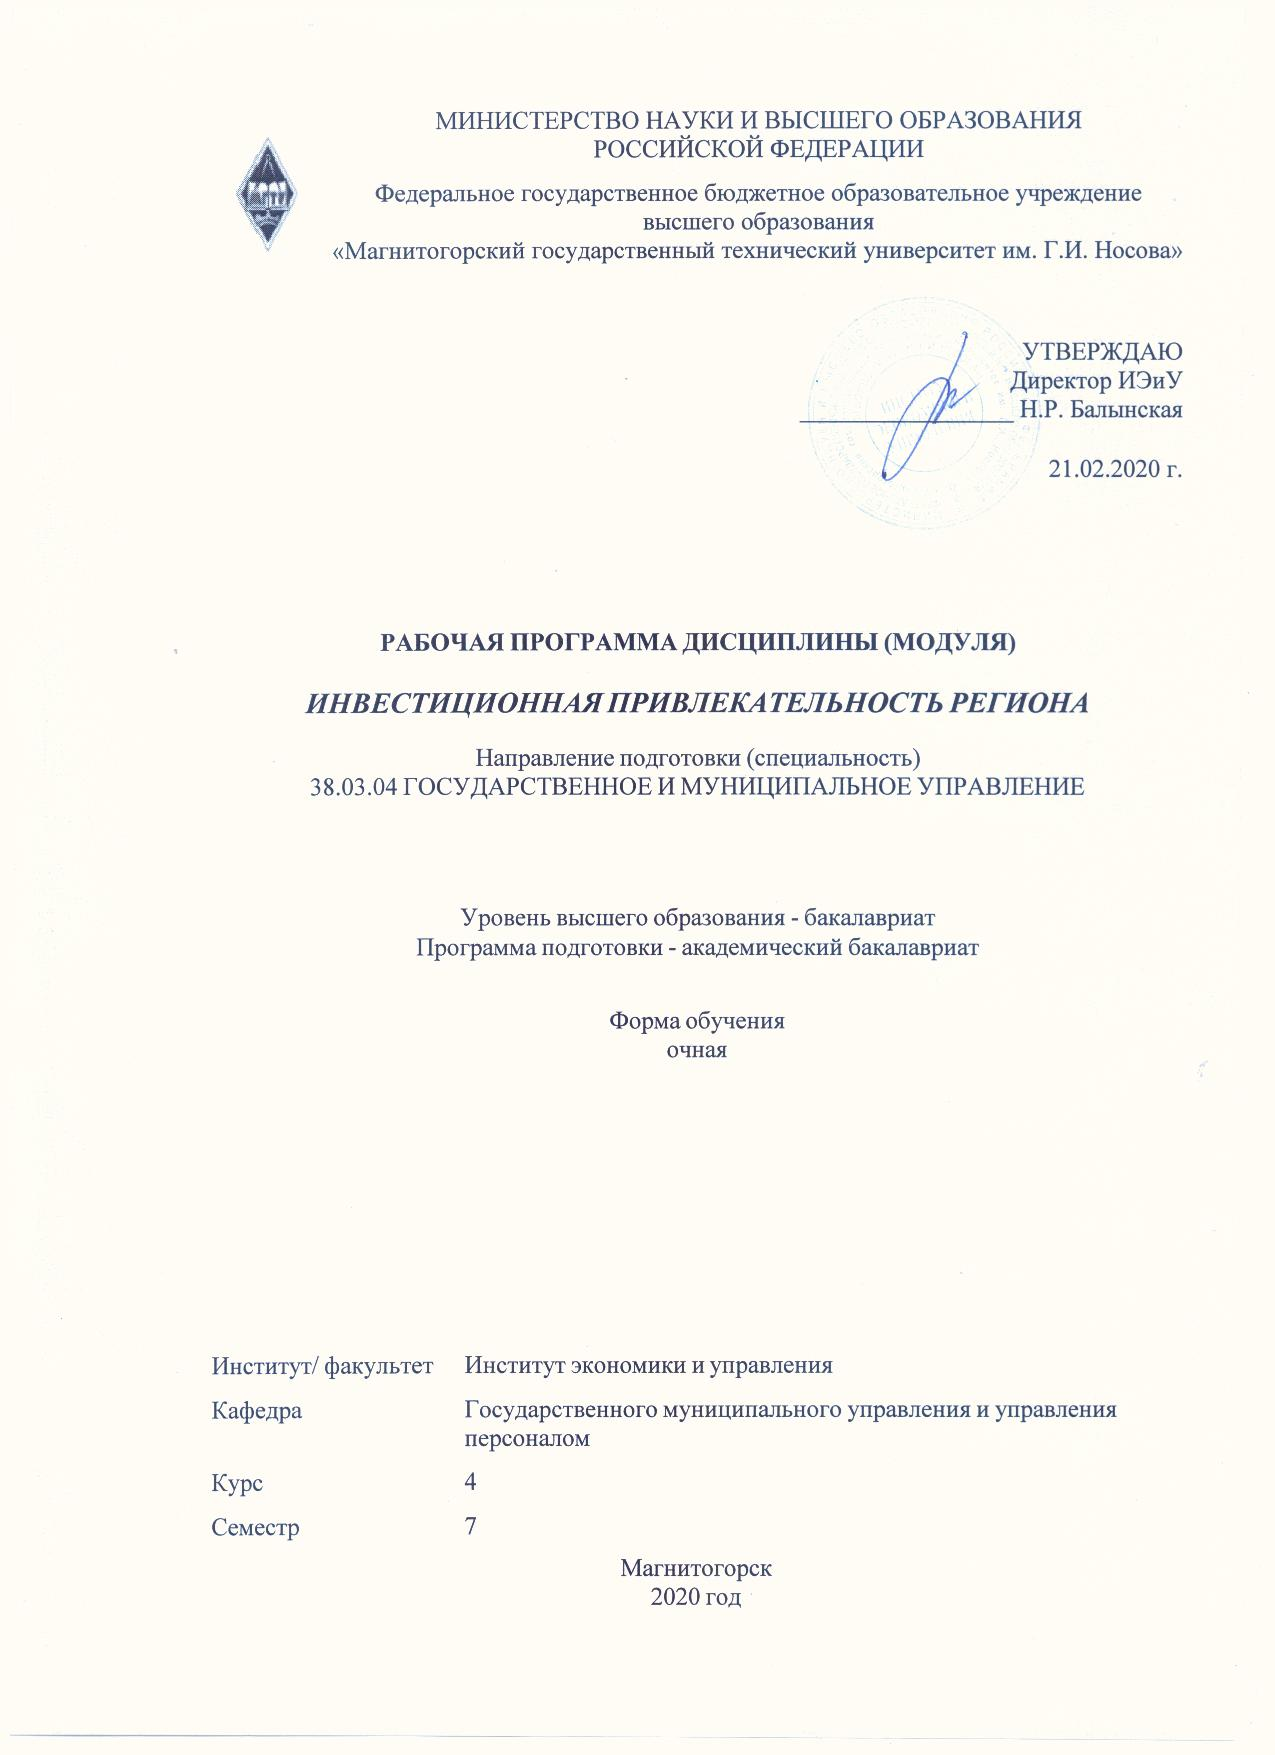 МИНИСТЕРСТВО НАУКИ И ВЫСШЕГО ОБРАЗОВАНИЯ
РОССИЙСКОЙ ФЕДЕРАЦИИ
Федеральное государственное бюджетное образовательное учреждение
высшего образования
«Магнитогорский государственный технический университет им. Г.И. Носова»
УТВЕРЖДАЮ
Директор ИЭиУ
Н.Р. Балынская
21.02.2020 г.
РАБОЧАЯ ПРОГРАММА ДИСЦИПЛИНЫ (МОДУЛЯ)
ИНВЕСТИЦИОННАЯ ПРИВЛЕКАТЕЛЬНОСТЬ РЕГИОНА
Направление подготовки (специальность)
38.03.04 ГОСУДАРСТВЕННОЕ И МУНИЦИПАЛЬНОЕ УПРАВЛЕНИЕ
Уровень высшего образования - бакалавриат
Программа подготовки - академический бакалавриат
Форма обучения
очная
Институт/ факультет Институт экономики и управления
Кафедра Государственного муниципального управления и управления
персоналом
Курс 4
Семестр 7
Магнитогорск
2020 год